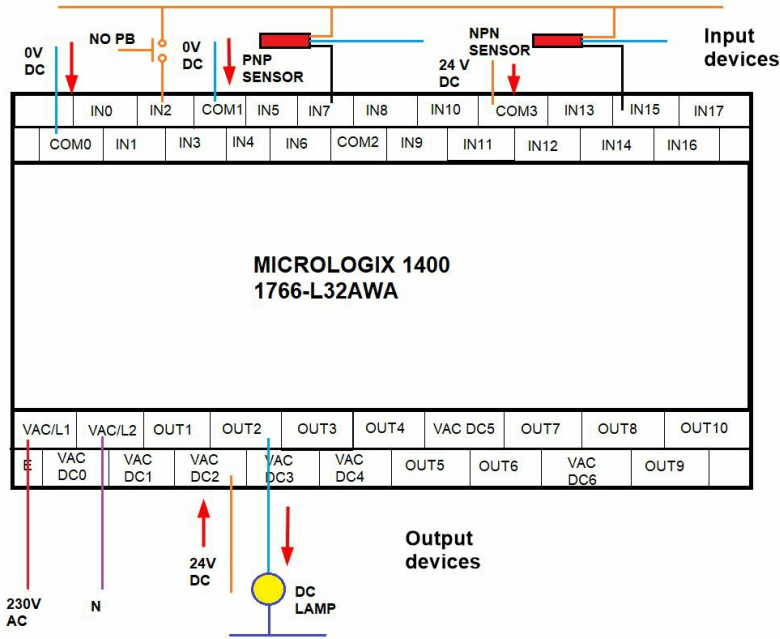 NO PB
0V
DC
0V
DC
PNP
SENSOR
NPN
SENSOR
24 V
DC
Input
devices
IN0 IN2 COM1 IN5 IN7 IN8 IN10 COM3 IN13 IN15 IN17
COM0 IN1 IN3 IN4 IN6 COM2 IN9 IN11 IN12 IN14 IN16
MICROLOGIX 1400
1766-L32AWA
VAC/L1 VAC/L2 OUT1 OUT2 OUT3 OUT4 VAC DC5 OUT7 OUT8 OUT10
E VAC DC0 VAC DC1 VAC DC2 VAC DC3 VAC DC4 OUT5 OUT6 VAC DC6 OUT9
Output
devices
24V
DC
DC
LAMP
230V
AC
N